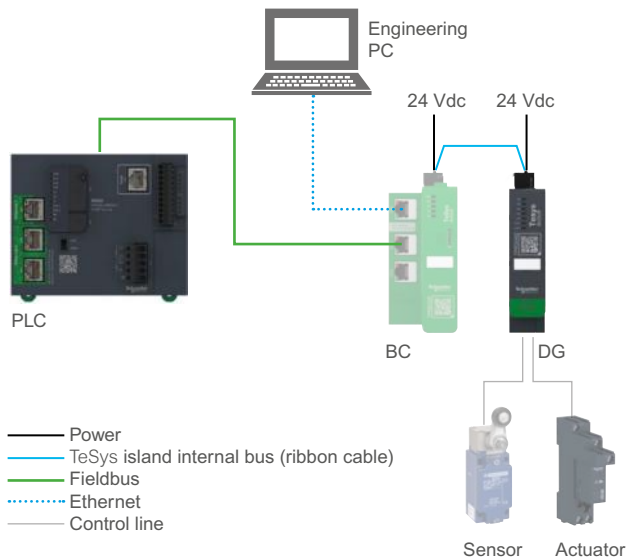 Engineering
PC
24 Vdc 24 Vdc
PLC
BC
DG
Power
TeSys island internal bus (ribbon cable)
Fieldbus
Ethernet
Control line
Sensor Actuator